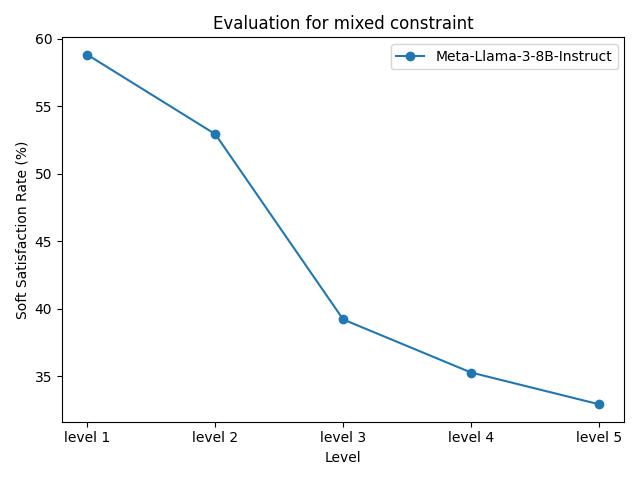 Evaluation for mixed constraint
Meta-Llama-3-8B-Instruct
Soft Satisfaction Rate (%)
60
55
50
45
40
35
level 1
level 2
level 3
level 4
level 5
Level